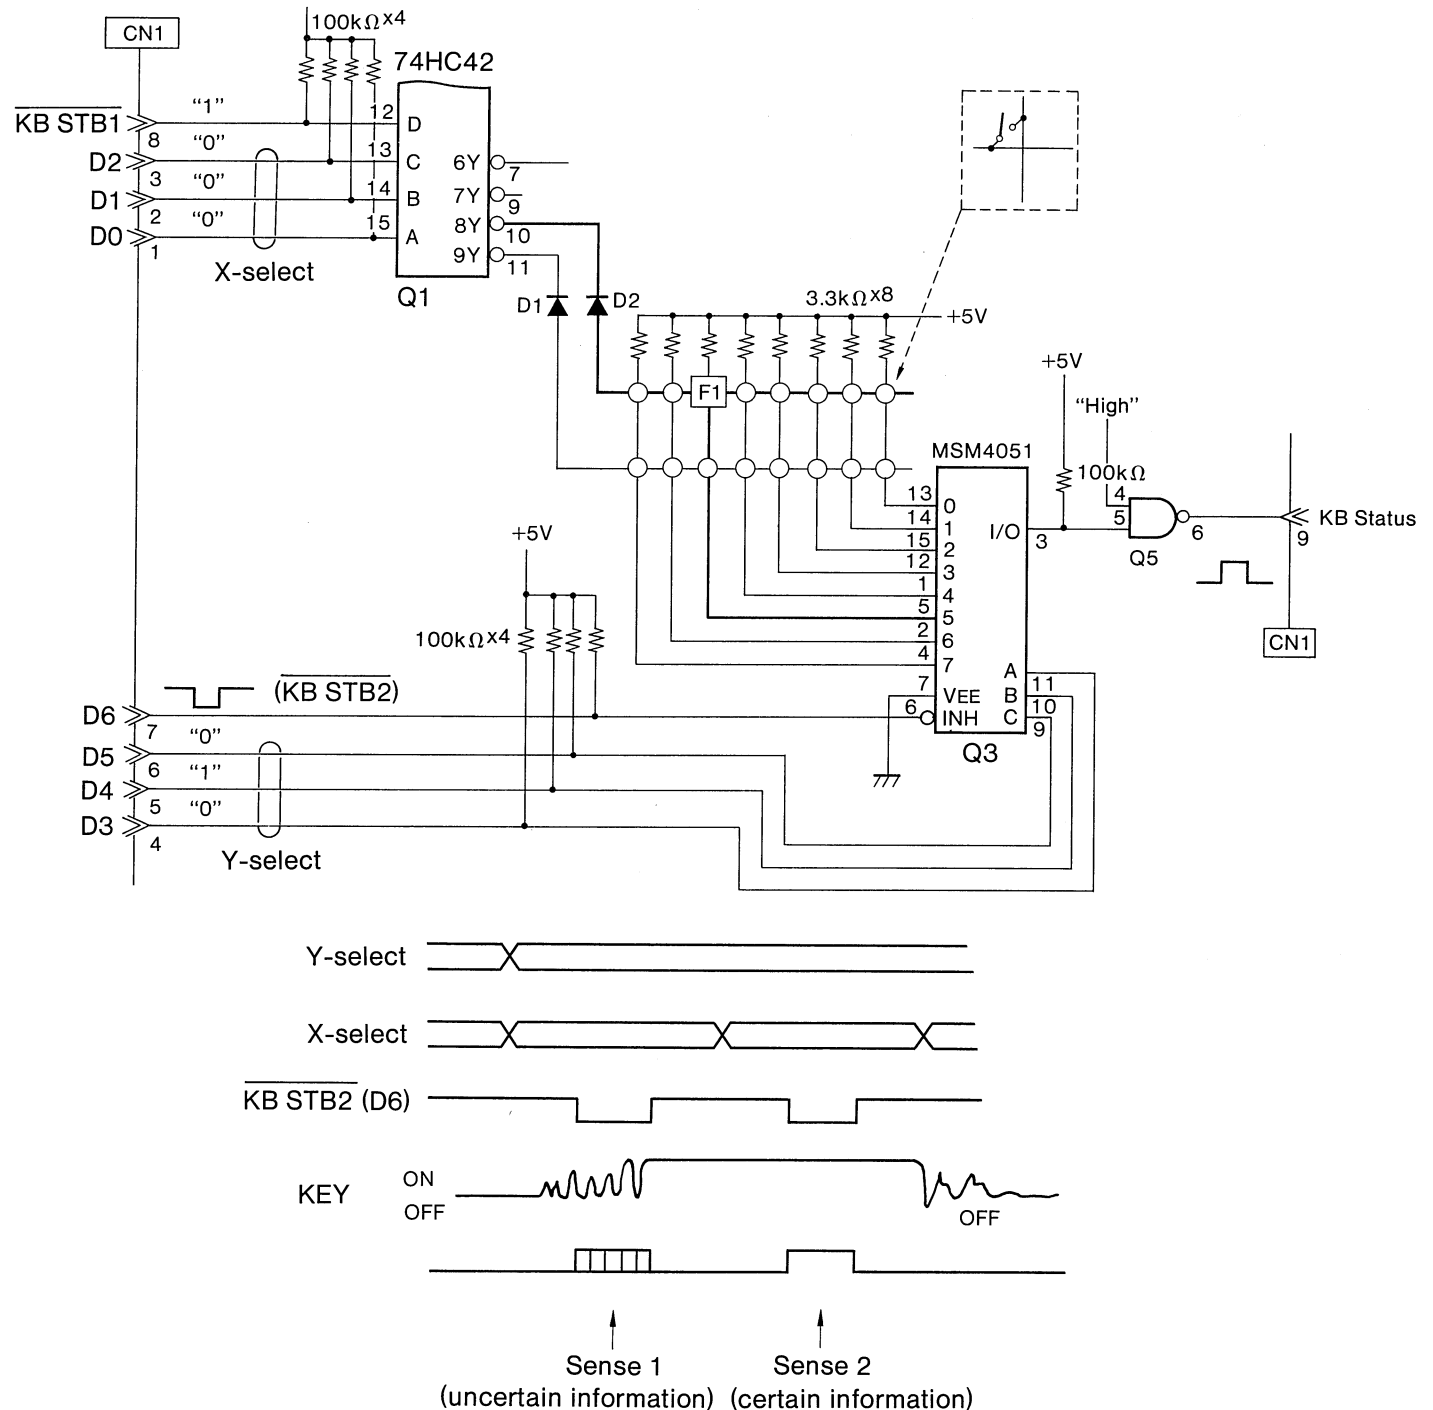 CN1
100kΩ×4
74HC42
KB STB1
8
"1"
12
D
D2
3
"0"
13
C
6Y
7
D1
2
"0"
14
B
7Y
9
D0
1
"0"
15
A
8Y
10
9Y
11
X-select
Q1
D1
D2
3.3kΩ×8
+5V
F1
+5V
"High"
100kΩ
MSM4051
13
0
14
1
15
2
12
3
1
4
5
5
2
6
4
7
7
VEE
6
INH
I/O
3
A
11
B
10
C
9
Q3
4
5
6
Q5
KB Status
9
CN1
+5V
100kΩ×4
(KB STB2)
D6
7
D5
6
"0"
D4
5
"1"
D3
4
"0"
Y-select
Y-select
X-select
KB STB2 (D6)
KEY
ON
OFF
OFF
Sense 1
(uncertain information)
Sense 2
(certain information)